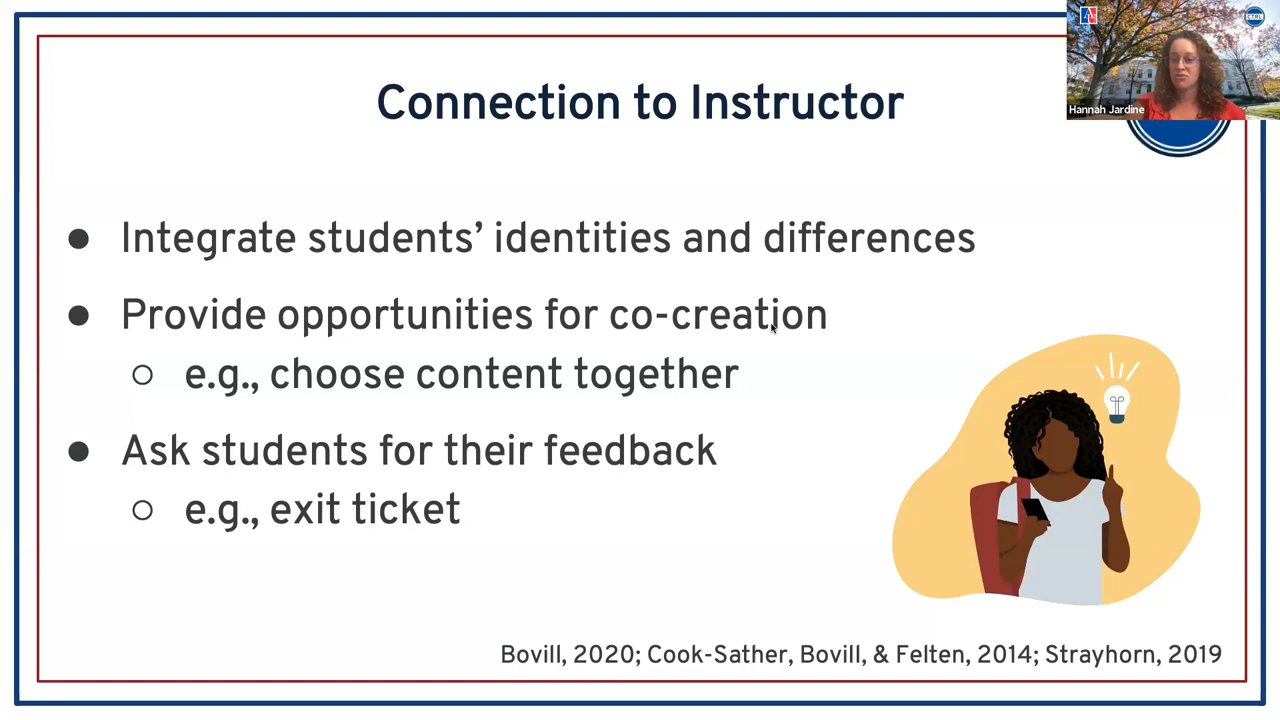 Connection to Instructor
CTRL
Hannah Jardine
● Integrate students’ identities and differences
● Provide opportunities for co-creation
○ e.g., choose content together
● Ask students for their feedback
○ e.g., exit ticket
Bovill, 2020; Cook-Sather, Bovill, & Felten, 2014; Strayhorn, 2019